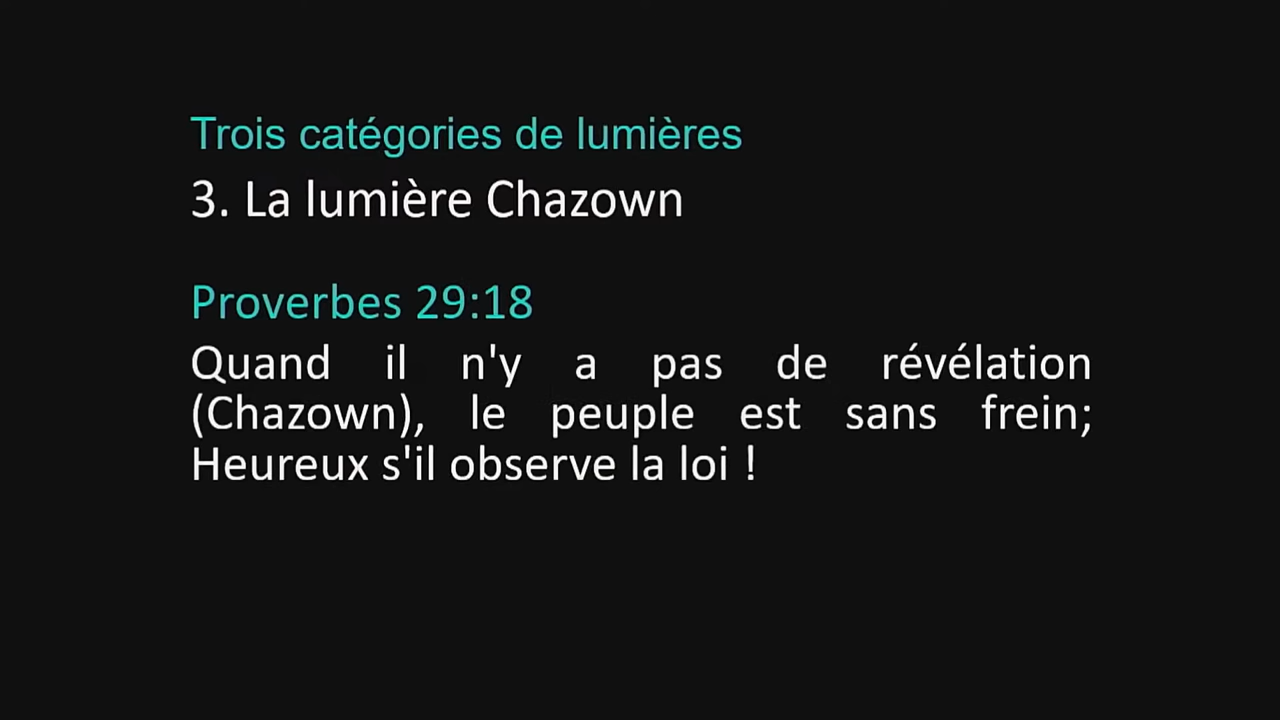 Trois catégories de lumières
3. La lumière Chazown
Proverbes 29:18
Quand il n'y a pas de révélation
(Chazown), le peuple est sans frein;
Heureux s'il observe la loi !